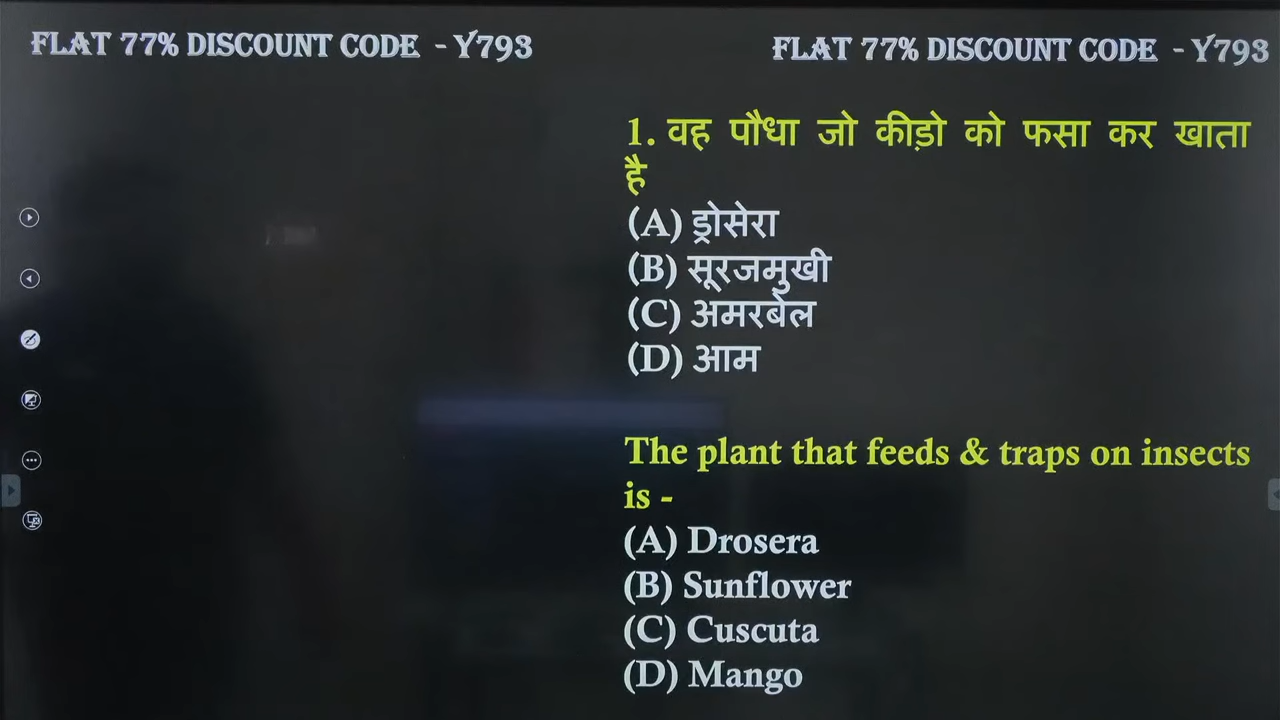 FLAT 77% DISCOUNT CODE - Y793
FLAT 77% DISCOUNT CODE - Y793
1. वह पौधा जो कीड़ो को फसा कर खाता
है
(A) ड्रोसेरा
(B) सूरजमुखी
(C) अमरबेल
(D) आम
The plant that feeds & traps on insects
is -
(A) Drosera
(B) Sunflower
(C) Cuscuta
(D) Mango